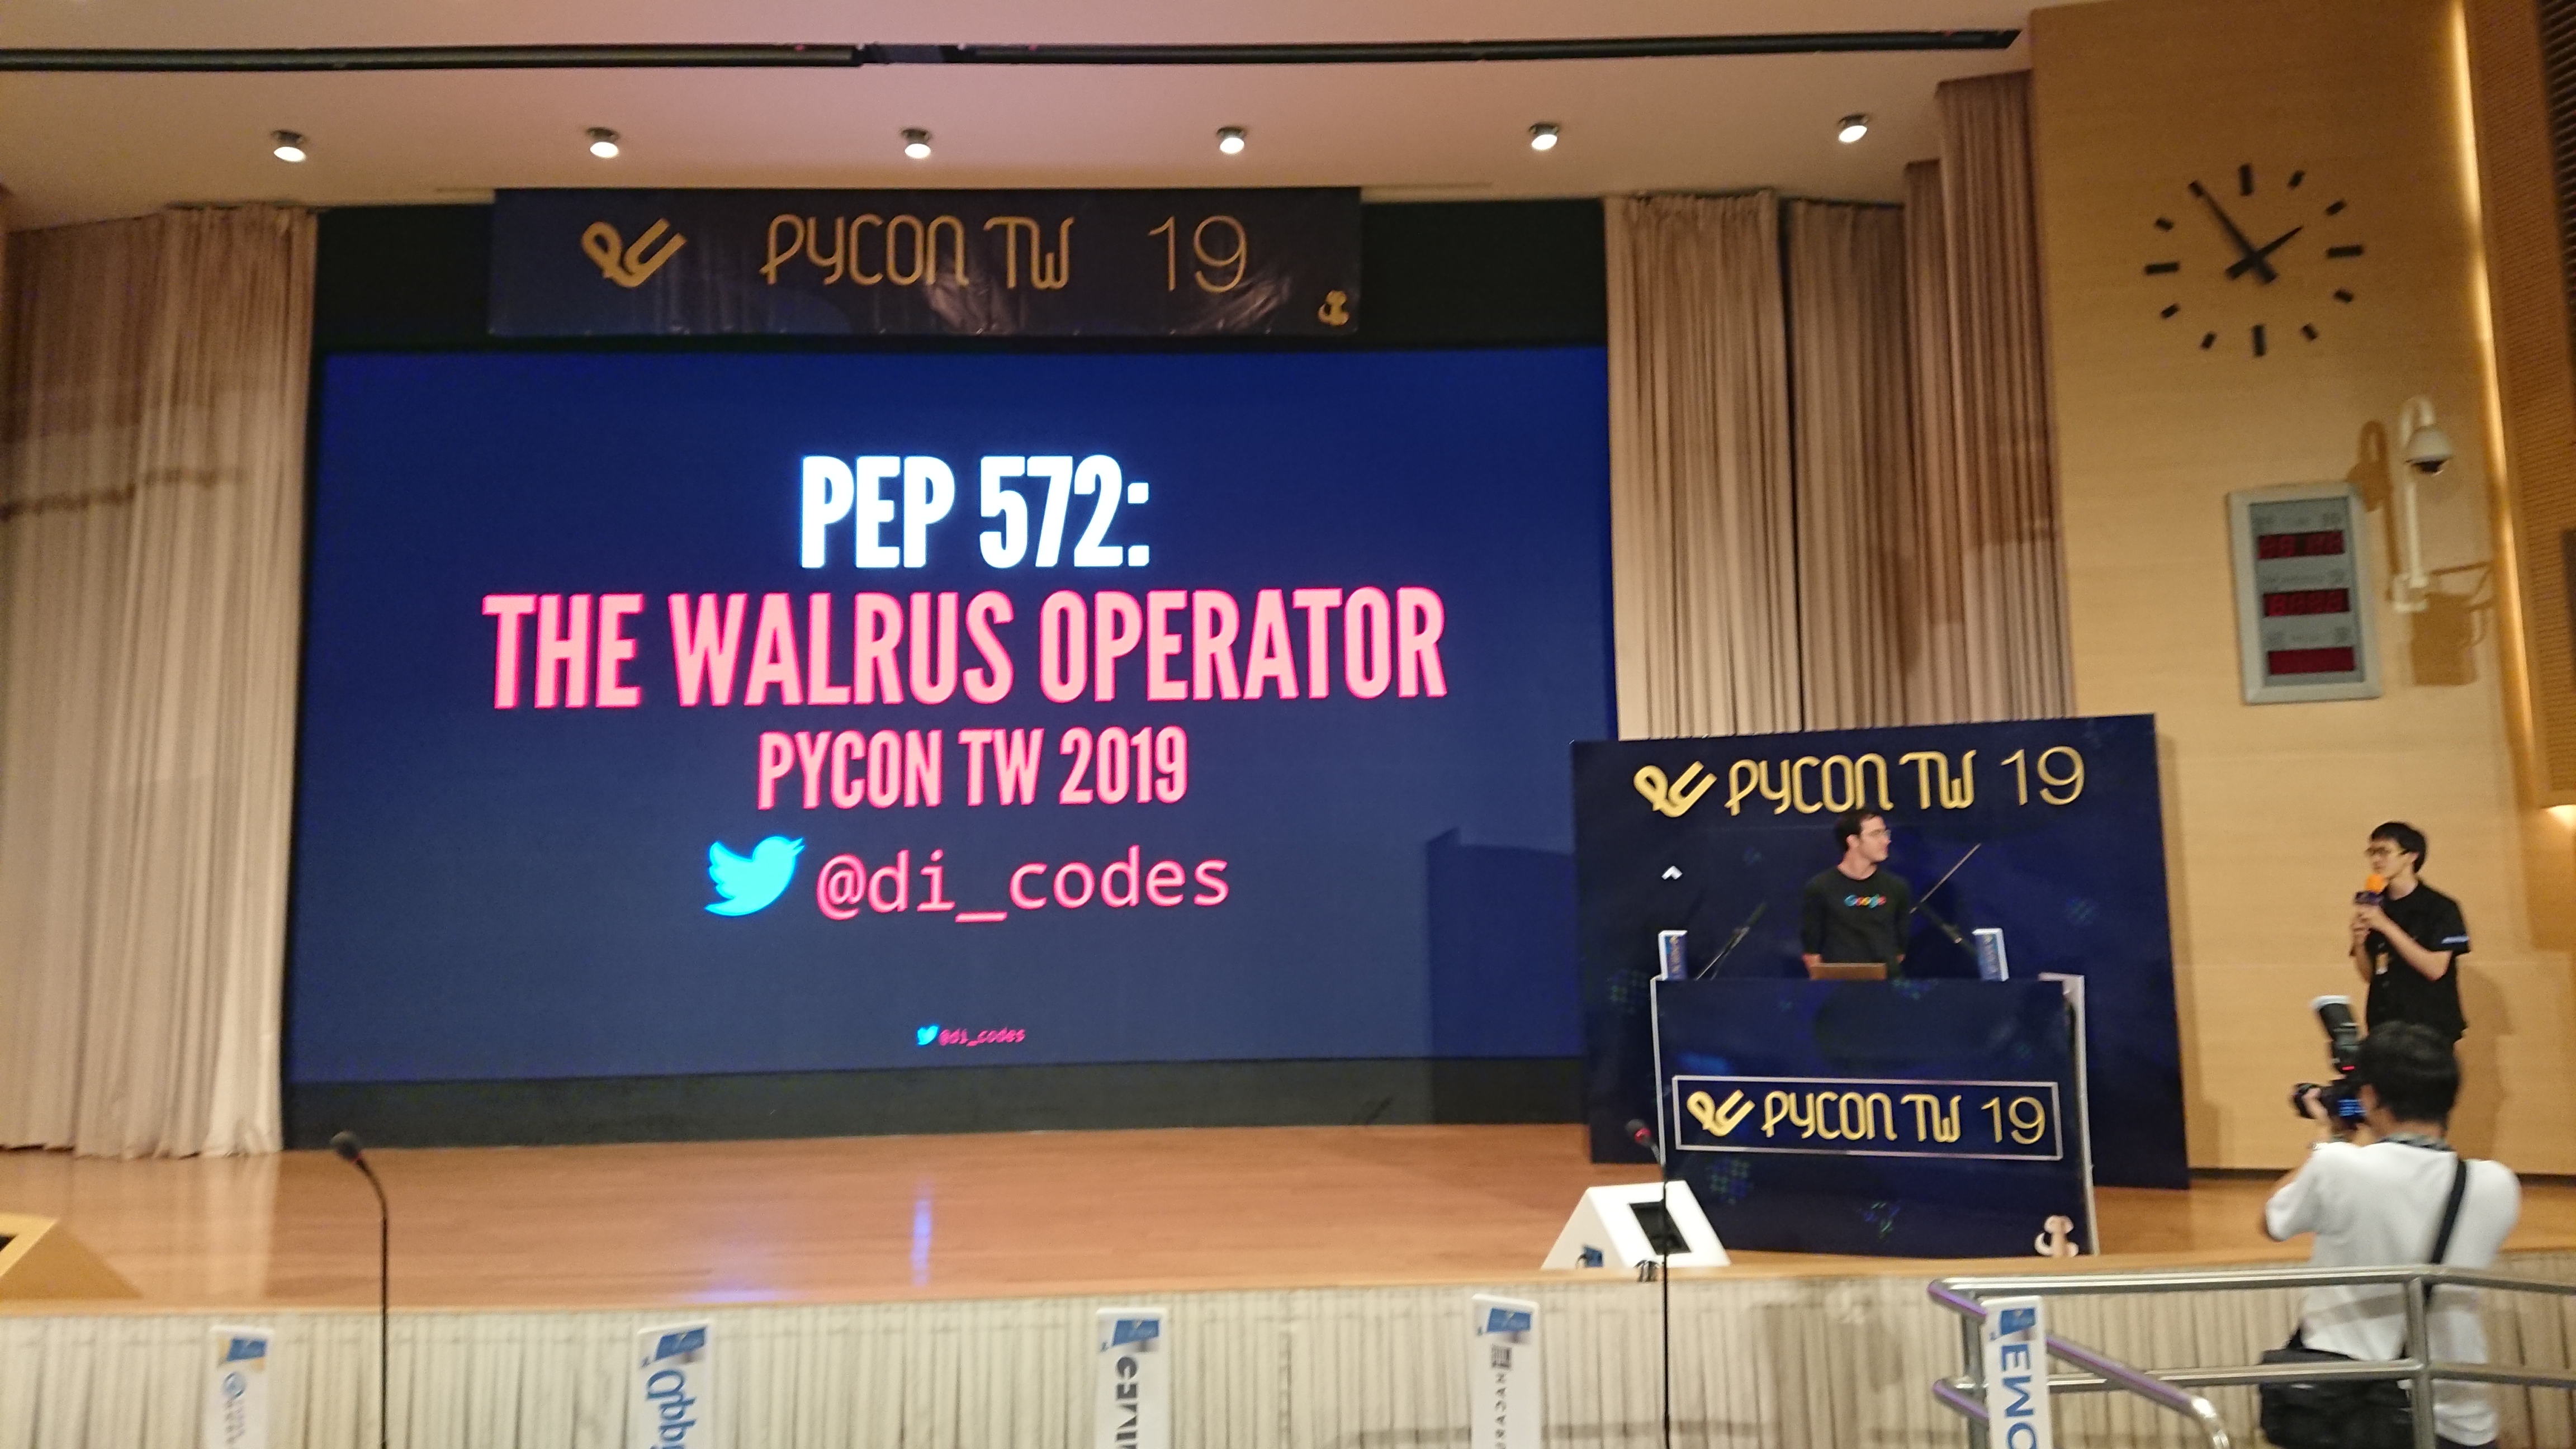 PYCON TW 19
PEP 572:
THE WALRUS OPERATOR
PYCON TW 2019
@di_codes
@di_codes
PYCON TW 19
Google
PYCON TW 19